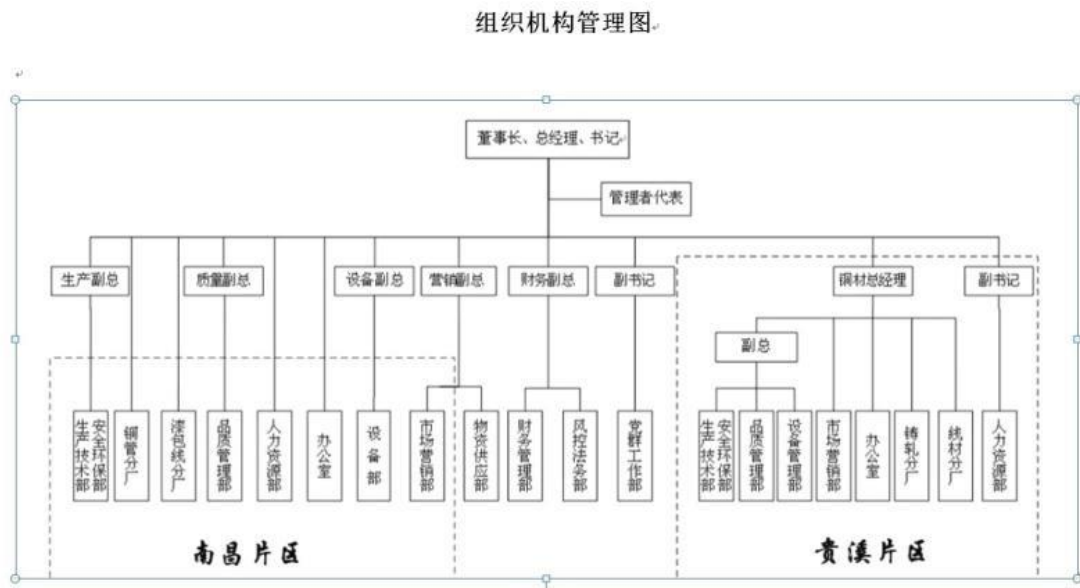 组织机构管理图
董事长、总经理、书记
管理者代表
生产副总
质量副总
设备副总
营销副总
财务副总
副书记
铜材总经理
副书记
副总
安全环保部
生产技术部
铜管分厂
漆包线分厂
品质管理部
人力资源部
办公室
设备部
市场营销部
物资供应部
财务管理部
风控法务部
党群工作部
安全环保部
生产技术部
品质管理部
设备管理部
市场营销部
办公室
铸轧分厂
线材分厂
人力资源部
南昌片区
贵溪片区